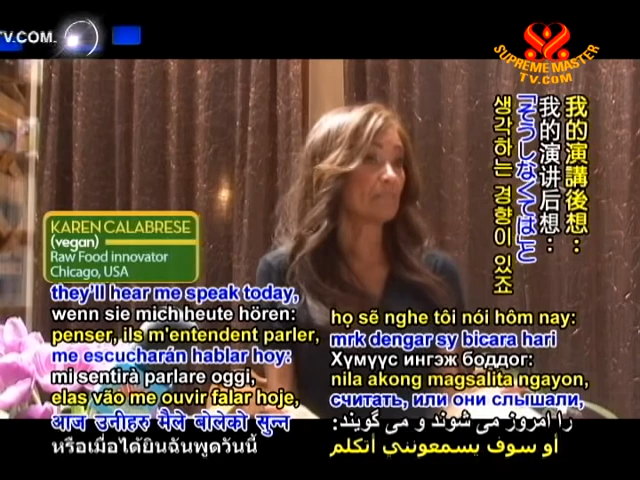 TV.COM
SUPREME MASTER
TV.COM
我的演講後想：
我的演讲后想：
「そうしなくては」と
생각하는 경향이 있죠
KAREN CALABRESE
(vegan)
Raw Food innovator
Chicago, USA
they'll hear me speak today,
wenn sie mich heute hören:
penser, ils m'entendent parler,
me escucharán hablar hoy:
mi sentirà parlare oggi,
elas vão me ouvir falar hoje,
आज उनीहरु मैले बोलेको सुन्न
หรือเมื่อได้ยินฉันพูดวันนี้
họ sẽ nghe tôi nói hôm nay:
mrk dengar sy bicara hari
Хүмүүс ингэж боддог:
nila akong magsalita ngayon,
считать, или они слышали,
را امروز می شوند و می گویند:
أو سوف يسمعونني أتكلم